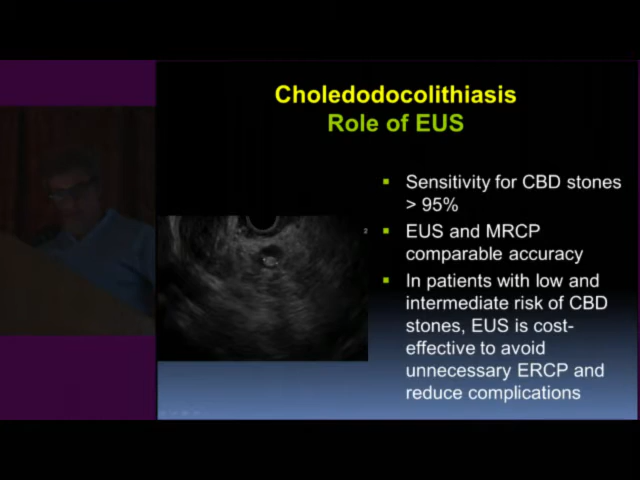 Choledodocolithiasis
Role of EUS
Sensitivity for CBD stones
> 95%
EUS and MRCP
comparable accuracy
In patients with low and
intermediate risk of CBD
stones, EUS is cost-
effective to avoid
unnecessary ERCP and
reduce complications